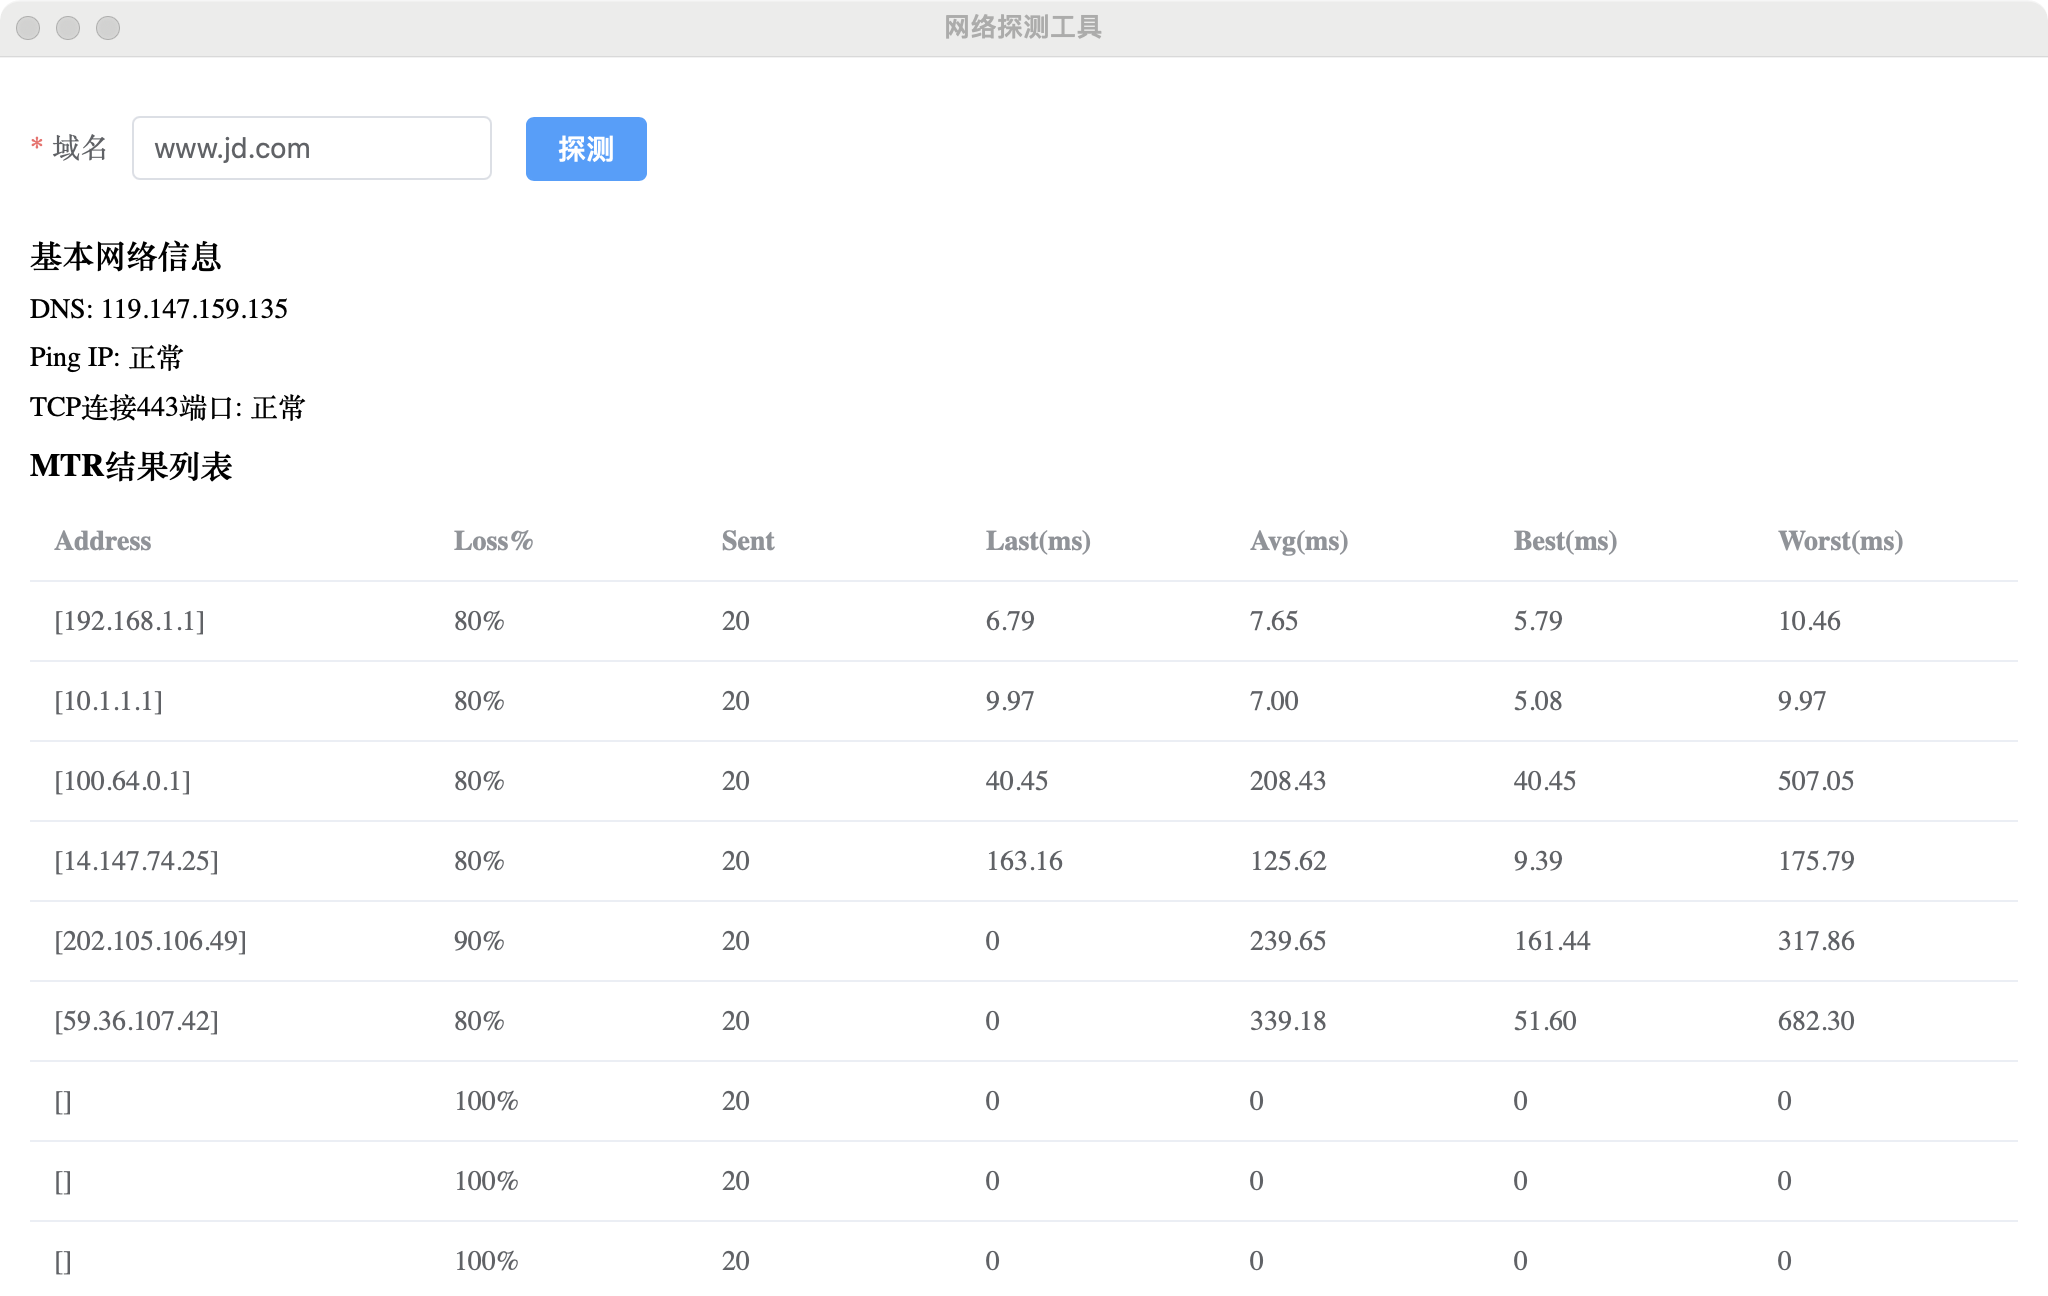 网络探测工具
* 域名 www.jd.com 探测
基本网络信息
DNS: 119.147.159.135
Ping IP: 正常
TCP连接443端口: 正常
MTR结果列表
Address Loss% Sent Last(ms) Avg(ms) Best(ms) Worst(ms)
[192.168.1.1] 80% 20 6.79 7.65 5.79 10.46
[10.1.1.1] 80% 20 9.97 7.00 5.08 9.97
[100.64.0.1] 80% 20 40.45 208.43 40.45 507.05
[14.147.74.25] 80% 20 163.16 125.62 9.39 175.79
[202.105.106.49] 90% 20 0 239.65 161.44 317.86
[59.36.107.42] 80% 20 0 339.18 51.60 682.30
[] 100% 20 0 0 0 0
[] 100% 20 0 0 0 0
[] 100% 20 0 0 0 0